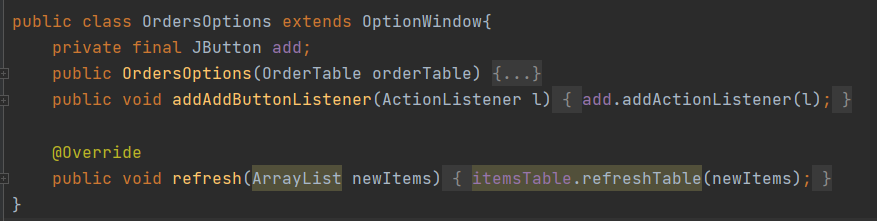 public class OrdersOptions extends OptionWindow{
private final JButton add;
public OrdersOptions(OrderTable orderTable) {...}
public void addAddButtonListener(ActionListener l) { add.addActionListener(l); }
@Override
public void refresh(ArrayList newItems) { itemsTable.refreshTable(newItems); }
}